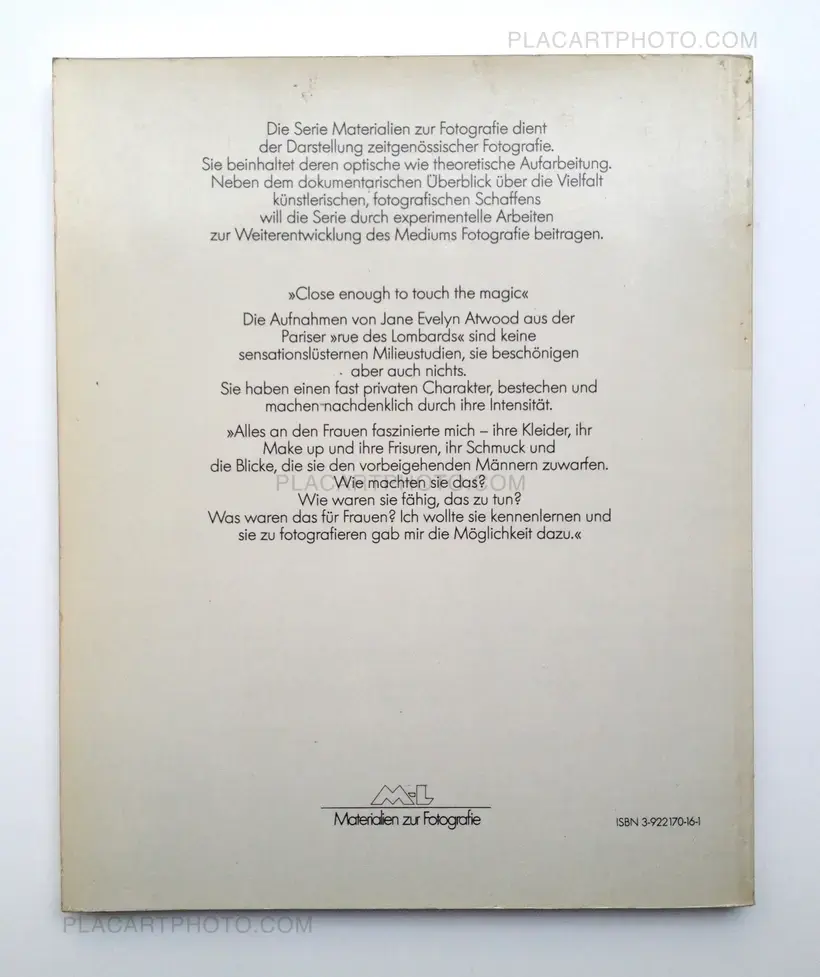 PLACARTPHOTO.COM
Die Serie Materialien zur Fotografie dient
der Darstellung zeitgenössischer Fotografie.
Sie beinhaltet deren optische wie theoretische Aufarbeitung.
Neben dem dokumentarischen Überblick über die Vielfalt
künstlerischen, fotografischen Schaffens
will die Serie durch experimentelle Arbeiten
zur Weiterentwicklung des Mediums Fotografie beitragen.
»Close enough to touch the magic«
Die Aufnahmen von Jane Evelyn Atwood aus der
Pariser »rue des Lombards« sind keine
sensationslüsternen Milieustudien, sie beschönigen
aber auch nichts.
Sie haben einen fast privaten Charakter, bestechen und
machen nachdenklich durch ihre Intensität.
»Alles an den Frauen faszinierte mich – ihre Kleider, ihr
Make up und ihre Frisuren, ihr Schmuck und
die Blicke, die sie den vorbeigehenden Männern zuwarfen.
Wie machten sie das?
PLACARTPHOTO.COM
Wie waren sie fähig, das zu tun?
Was waren das für Frauen? Ich wollte sie kennenlernen und
sie zu fotografieren gab mir die Möglichkeit dazu.«
M-L
Materialien zur Fotografie
ISBN 3-922170-16-1
PLACARTPHOTO.COM